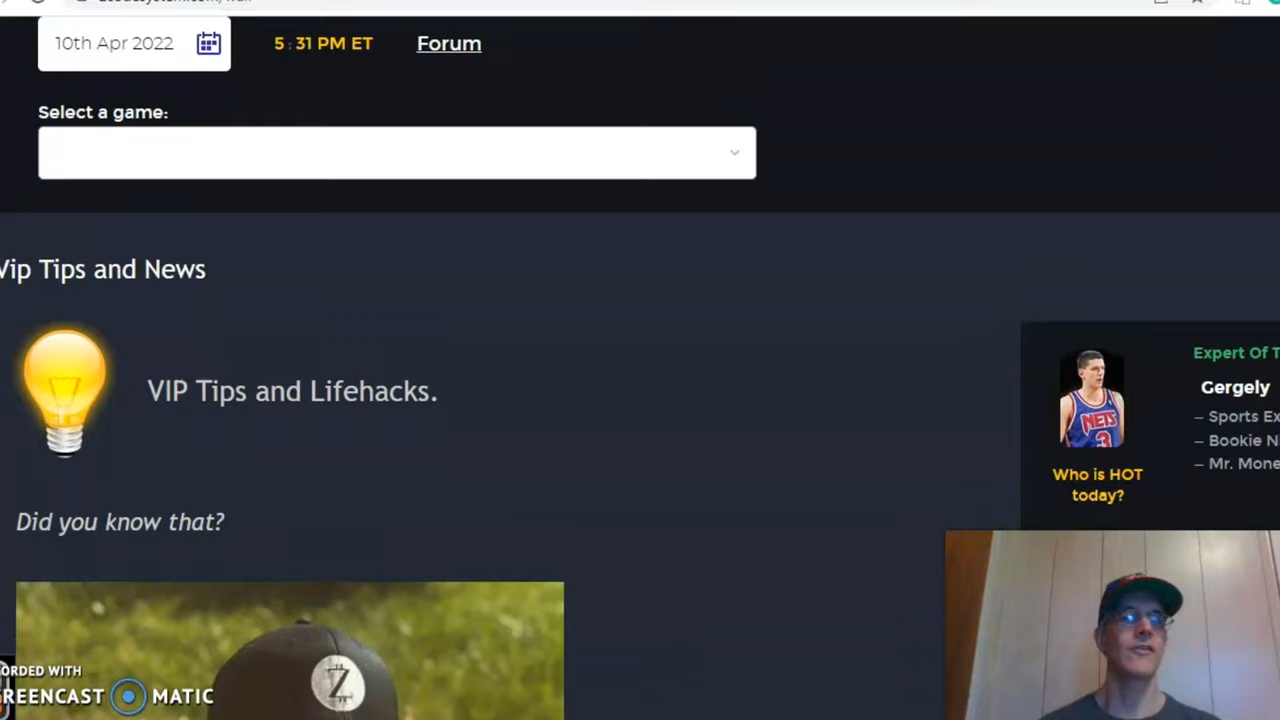 10th Apr 2022
5:31 PM ET
Forum
Select a game:
Vip Tips and News
VIP Tips and Lifehacks.
Did you know that?
Expert Of T
Gergely
– Sports Ex
– Bookie N
– Mr. Mone
NETS
3
Who is HOT
today?
Z
ORDED WITH
REENCAST MATIC